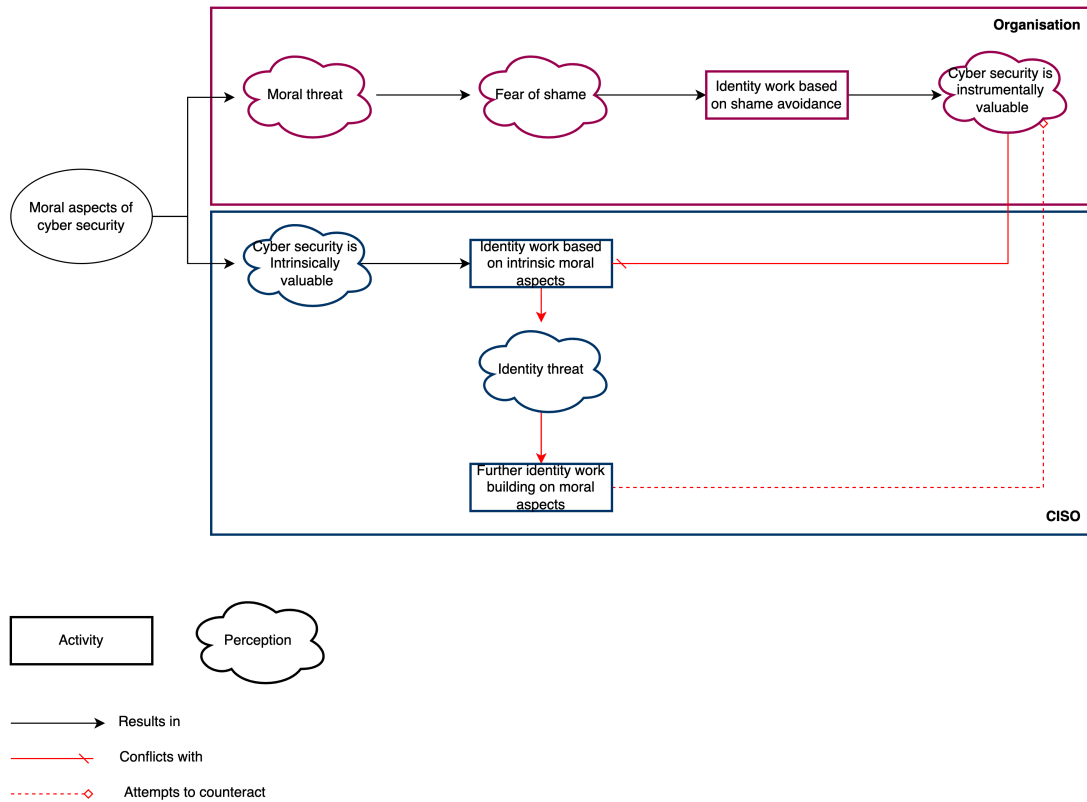 Organisation
Moral threat
Fear of shame
Identity work based
on shame avoidance
Cyber security is
instrumentally
valuable
Moral aspects of
cyber security
Cyber security is
Intrinsically
valuable
Identity work based
on intrinsic moral
aspects
Identity threat
Further identity work
building on moral
aspects
CISO
Activity
Perception
Results in
Conflicts with
Attempts to counteract